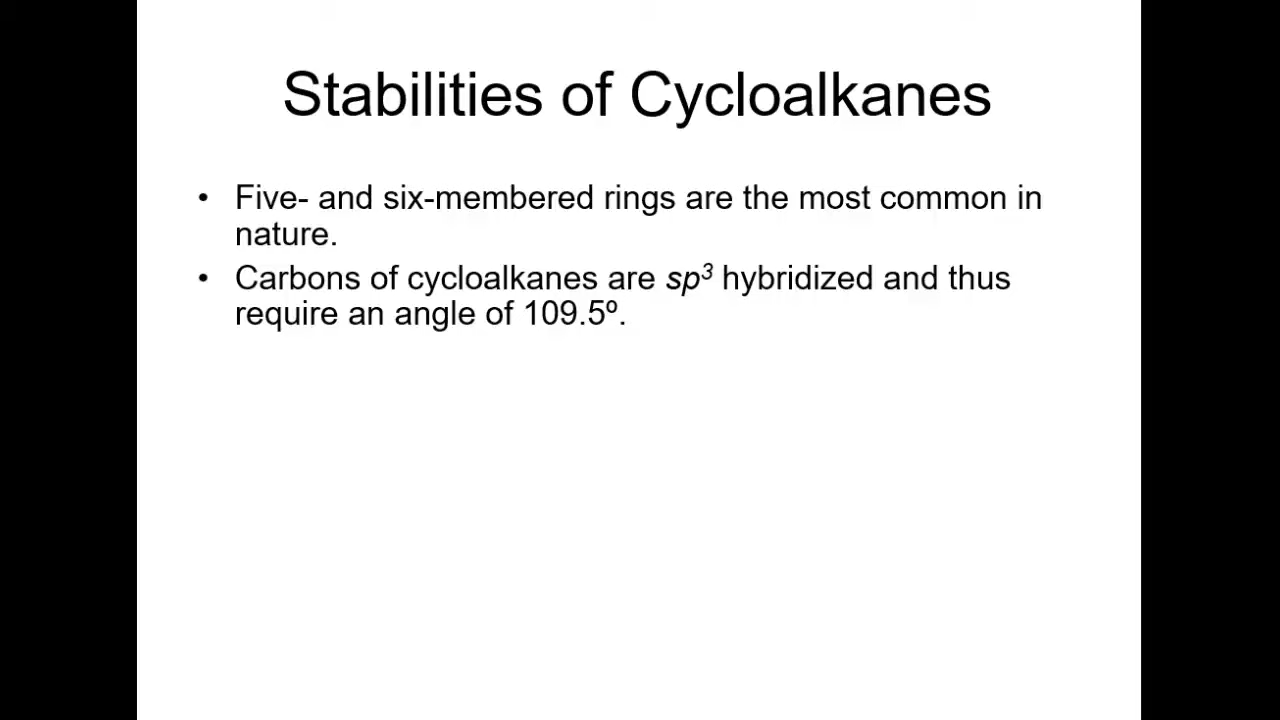 Stabilities of Cycloalkanes
• Five- and six-membered rings are the most common in
nature.
• Carbons of cycloalkanes are sp³ hybridized and thus
require an angle of 109.5º.